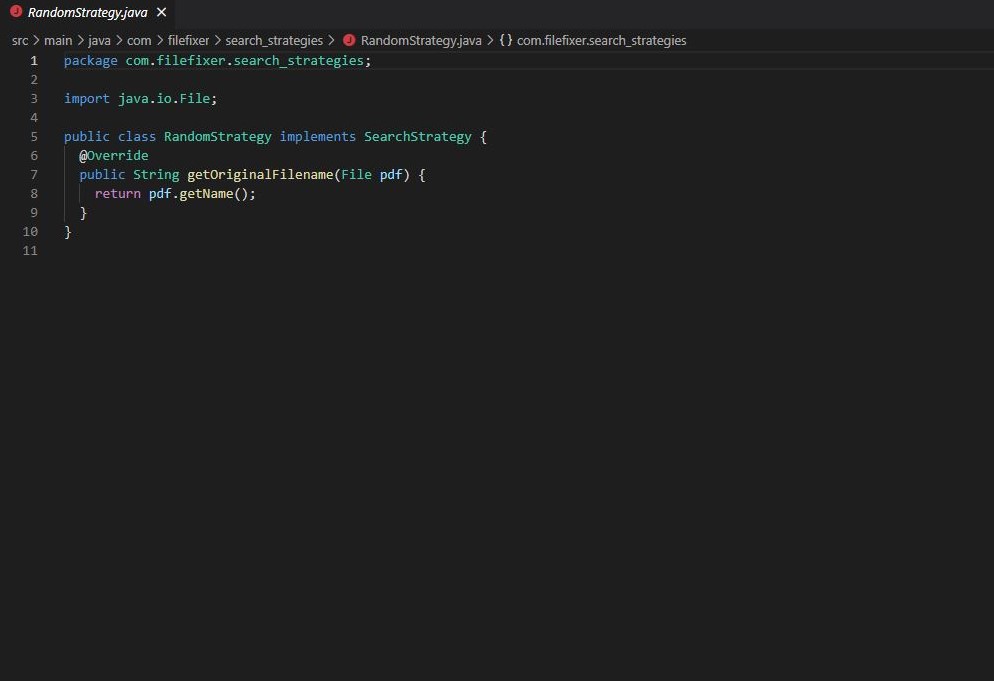 RandomStrategy.java
src > main > java > com > filefixer > search_strategies > RandomStrategy.java > {} com.filefixer.search_strategies
1 package com.filefixer.search_strategies;
2
3 import java.io.File;
4
5 public class RandomStrategy implements SearchStrategy {
6 @Override
7 public String getOriginalFilename(File pdf) {
8 return pdf.getName();
9 }
10 }
11